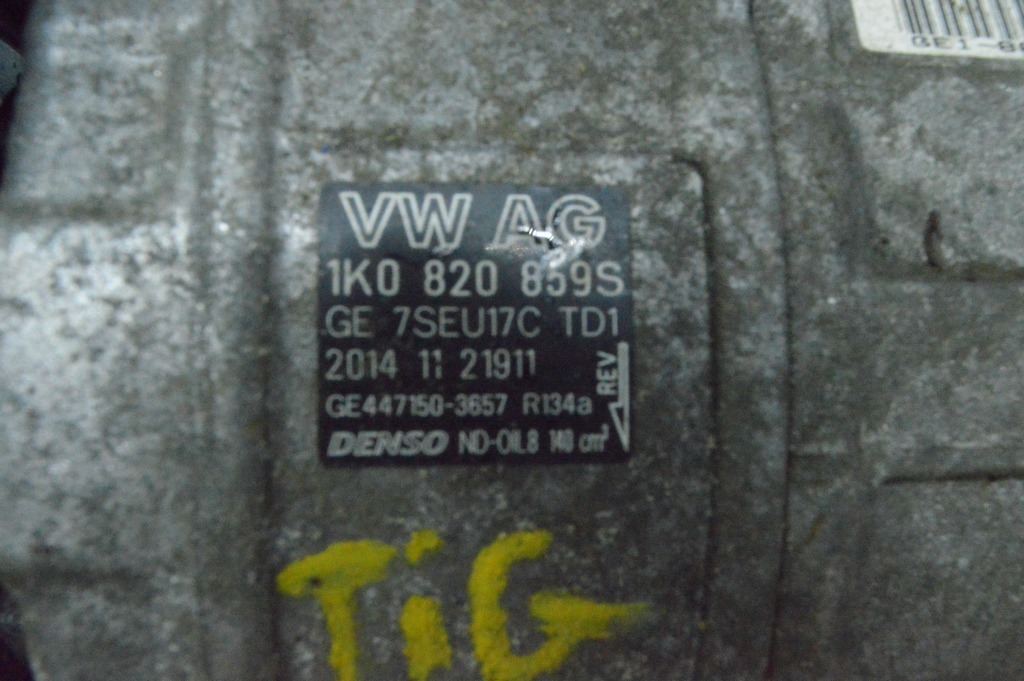 GE1-
VW AG
1K0 820 859S
GE 7SEU17C TD1
2014 11 21911
REV
GE447150-3657 R134a
DENSO ND-OIL8 140 cm³
TiG